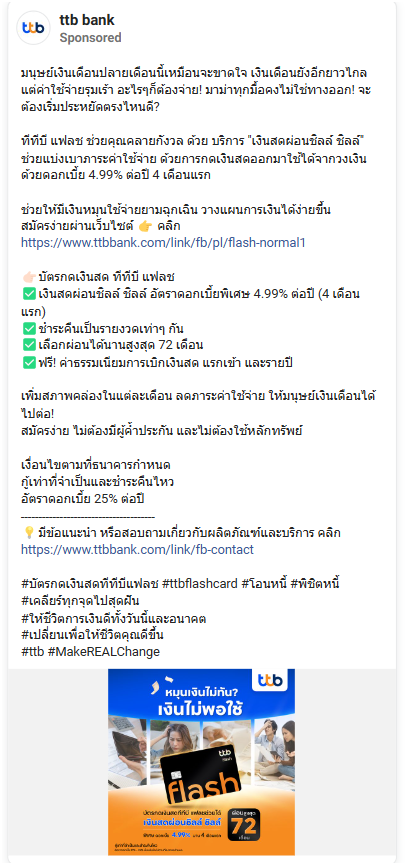 ttb
ttb bank
Sponsored
มนุษย์เงินเดือนปลายเดือนนี้เหมือนจะขาดใจ เงินเดือนยังอีกยาวไกล
แต่ค่าใช้จ่ายรุมเร้า อะไรๆก็ต้องจ่าย! มาม่าทุกมื้อคงไม่ใช่ทางออก! จะ
ต้องเริ่มประหยัดตรงไหนดี?
ทีทีบี แฟลช ช่วยคุณคลายกังวล ด้วย บริการ "เงินสดผ่อนชิลล์ ชิลล์"
ช่วยแบ่งเบาภาระค่าใช้จ่าย ด้วยการกดเงินสดออกมาใช้ได้จากวงเงิน
ด้วยดอกเบี้ย 4.99% ต่อปี 4 เดือนแรก
ช่วยให้มีเงินหมุนใช้จ่ายยามฉุกเฉิน วางแผนการเงินได้ง่ายขึ้น
สมัครง่ายผ่านเว็บไซต์ 👉 คลิก
https://www.ttbbank.com/link/fb/pl/flash-normal1
👉🏻บัตรกดเงินสด ทีทีบี แฟลช
✅เงินสดผ่อนชิลล์ ชิลล์ อัตราดอกเบี้ยพิเศษ 4.99% ต่อปี (4 เดือน
แรก)
✅ชำระคืนเป็นรายงวดเท่าๆ กัน
✅เลือกผ่อนได้นานสูงสุด 72 เดือน
✅ฟรี! ค่าธรรมเนียมการเบิกเงินสด แรกเข้า และรายปี
เพิ่มสภาพคล่องในแต่ละเดือน ลดภาระค่าใช้จ่าย ให้มนุษย์เงินเดือนได้
ไปต่อ!
สมัครง่าย ไม่ต้องมีผู้ค้ำประกัน และไม่ต้องใช้หลักทรัพย์
เงื่อนไขตามที่ธนาคารกำหนด
กู้เท่าที่จำเป็นและชำระคืนไหว
อัตราดอกเบี้ย 25% ต่อปี
-------------------------------------
💡มีข้อแนะนำ หรือสอบถามเกี่ยวกับผลิตภัณฑ์และบริการ คลิก
https://www.ttbbank.com/link/fb-contact
#บัตรกดเงินสดทีทีบีแฟลช #ttbflashcard #โอนหนี้ #พิชิตหนี้
#เคลียร์ทุกจุดไปสุดฝัน
#ให้ชีวิตการเงินดีทั้งวันนี้และอนาคต
#เปลี่ยนเพื่อให้ชีวิตคุณดีขึ้น
#ttb #MakeREALChange
ttb
หมุนเงินไม่ทัน?
เงินไม่พอใช้
ttb
flash
flash
บัตรกดเงินสดทีทีบี แฟลชช่วยได้
เงินสดผ่อนชิลล์ ชิลล์
4.99%
ผ่อนสูงสุด
72
เดือน